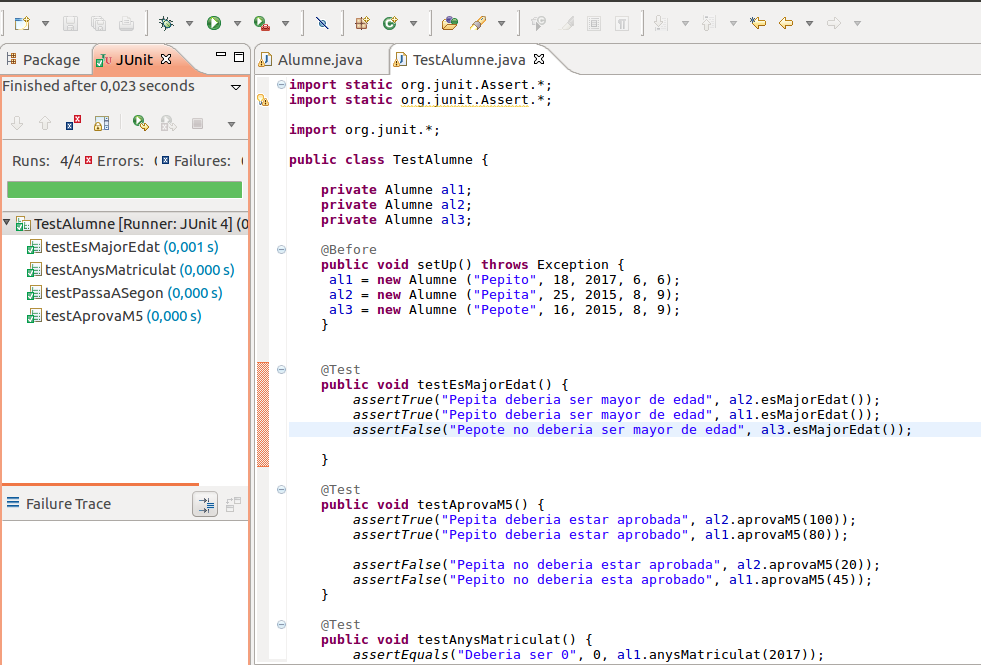 Package
JUnit
Finished after 0,023 seconds
Runs: 4/4 Errors: Failures:
TestAlumne [Runner: JUnit 4] (0
testEsMajorEdat (0,001 s)
testAnysMatriculat (0,000 s)
testPassaASegon (0,000 s)
testAprovaM5 (0,000 s)
Failure Trace
Alumne.java
TestAlumne.java
import static org.junit.Assert.*;
import static org.junit.Assert.*;
import org.junit.*;
public class TestAlumne {
private Alumne al1;
private Alumne al2;
private Alumne al3;
@Before
public void setUp() throws Exception {
al1 = new Alumne ("Pepito", 18, 2017, 6, 6);
al2 = new Alumne ("Pepita", 25, 2015, 8, 9);
al3 = new Alumne ("Pepote", 16, 2015, 8, 9);
}
@Test
public void testEsMajorEdat() {
assertTrue("Pepita deberia ser mayor de edad", al2.esMajorEdat());
assertTrue("Pepito deberia ser mayor de edad", al1.esMajorEdat());
assertFalse("Pepote no deberia ser mayor de edad", al3.esMajorEdat());
}
@Test
public void testAprovaM5() {
assertTrue("Pepita deberia estar aprobada", al2.aprovaM5(100));
assertTrue("Pepito deberia estar aprobado", al1.aprovaM5(80));
assertFalse("Pepita no deberia estar aprobada", al2.aprovaM5(20));
assertFalse("Pepito no deberia esta aprobado", al1.aprovaM5(45));
}
@Test
public void testAnysMatriculat() {
assertEquals("Deberia ser 0", 0, al1.anysMatriculat(2017));